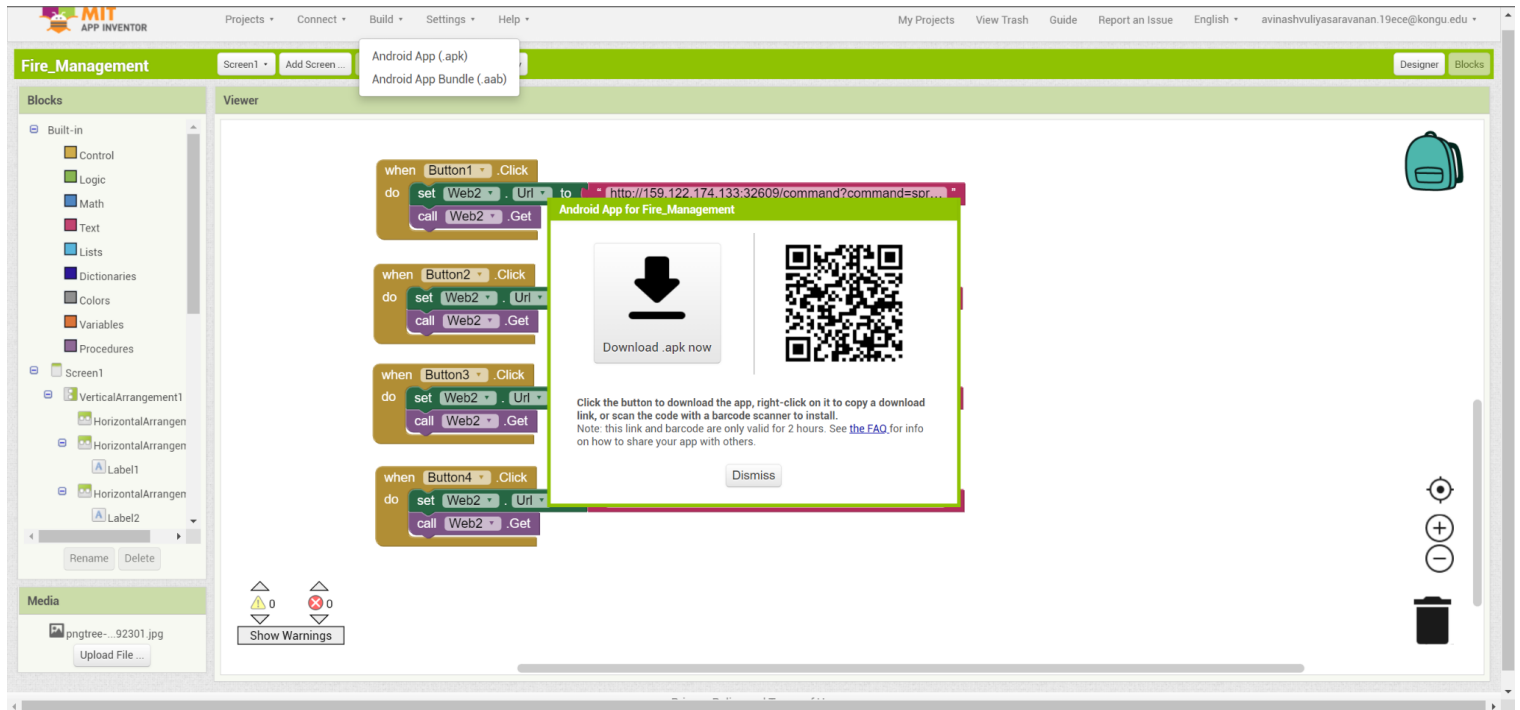 MIT
APP INVENTOR
Projects Connect Build Settings Help My Projects View Trash Guide Report an Issue English avinashvuliyasaravanan.19ece@kongu.edu
Fire_Management Screen1 Add Screen ... Designer Blocks
Android App (.apk)
Android App Bundle (.aab)
Blocks
Viewer
Built-in
Control
Logic
Math
Text
Lists
Dictionaries
Colors
Variables
Procedures
Screen1
VerticalArrangement1
HorizontalArrangem
HorizontalArrangem
Label1
HorizontalArrangem
Label2
Rename Delete
Media
pngtree-...92301.jpg
Upload File ...
when Button1 .Click
do set Web2 . Url to " http://159.122.174.133:32609/command?command=spr... "
call Web2 .Get
when Button2 .Click
do set Web2 . Url
call Web2 .Get
when Button3 .Click
do set Web2 . Url
call Web2 .Get
when Button4 .Click
do set Web2 . Url
call Web2 .Get
0 0
Show Warnings
Android App for Fire_Management
Download .apk now
Click the button to download the app, right-click on it to copy a download
link, or scan the code with a barcode scanner to install.
Note: this link and barcode are only valid for 2 hours. See the FAQ for info
on how to share your app with others.
Dismiss